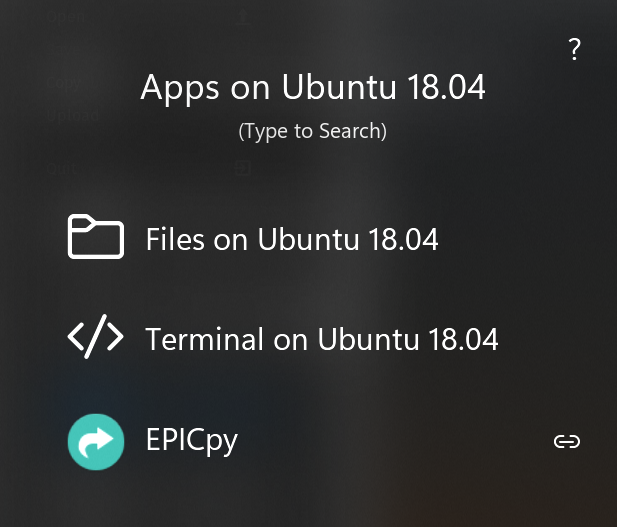 ?
Apps on Ubuntu 18.04
(Type to Search)
Files on Ubuntu 18.04
Terminal on Ubuntu 18.04
EPICpy